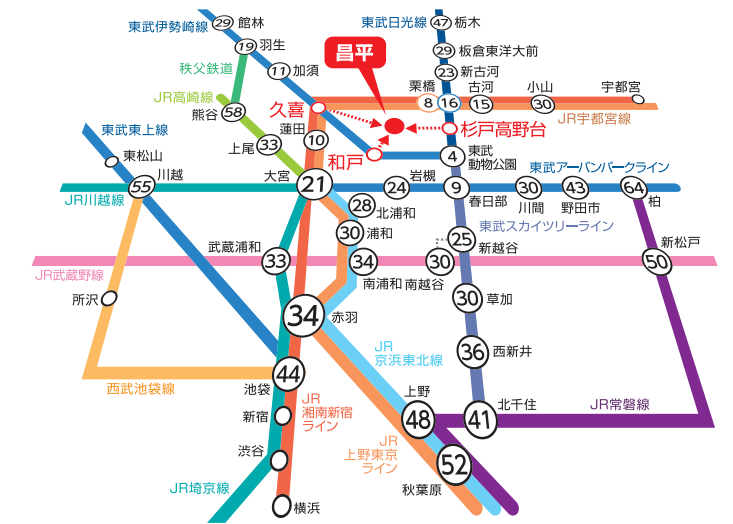 東武伊勢崎線
29 館林
東武日光線
47 栃木
昌平
19 羽生
29 板倉東洋大前
秩父鉄道
11 加須
23 新古河
栗橋
古河
小山
宇都宮
JR高崎線
8
16
15
30
熊谷
58
久喜
JR宇都宮線
蓮田
10
杉戸高野台
東武東上線
上尾
33
和戸
4
東武
動物公園
東松山
川越
大宮
岩槻
東武アーバンパークライン
55
21
24
9
30
43
64
JR川越線
春日部
川間
野田市
柏
28
北浦和
東武スカイツリーライン
30 浦和
25
新越谷
新松戸
武蔵浦和
33
34
30
50
JR武蔵野線
南浦和
南越谷
所沢
30 草加
34
赤羽
JR
京浜東北線
36 西新井
44
西武池袋線
池袋
JR
湘南新宿
ライン
上野
北千住
JR常磐線
新宿
48
41
JR
上野東京
ライン
渋谷
52
JR埼京線
秋葉原
横浜